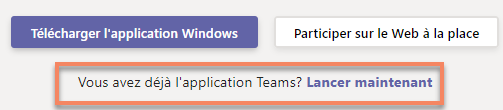 Télécharger l'application Windows
Participer sur le Web à la place
Vous avez déjà l'application Teams? Lancer maintenant